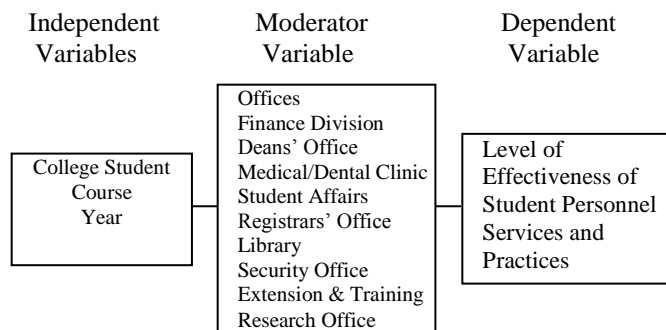 Independent
Variables
Moderator
Variable
Dependent
Variable
College Student
Course
Year
Offices
Finance Division
Deans' Office
Medical/Dental Clinic
Student Affairs
Registrars' Office
Library
Security Office
Extension & Training
Research Office
Level of
Effectiveness of
Student Personnel
Services and
Practices